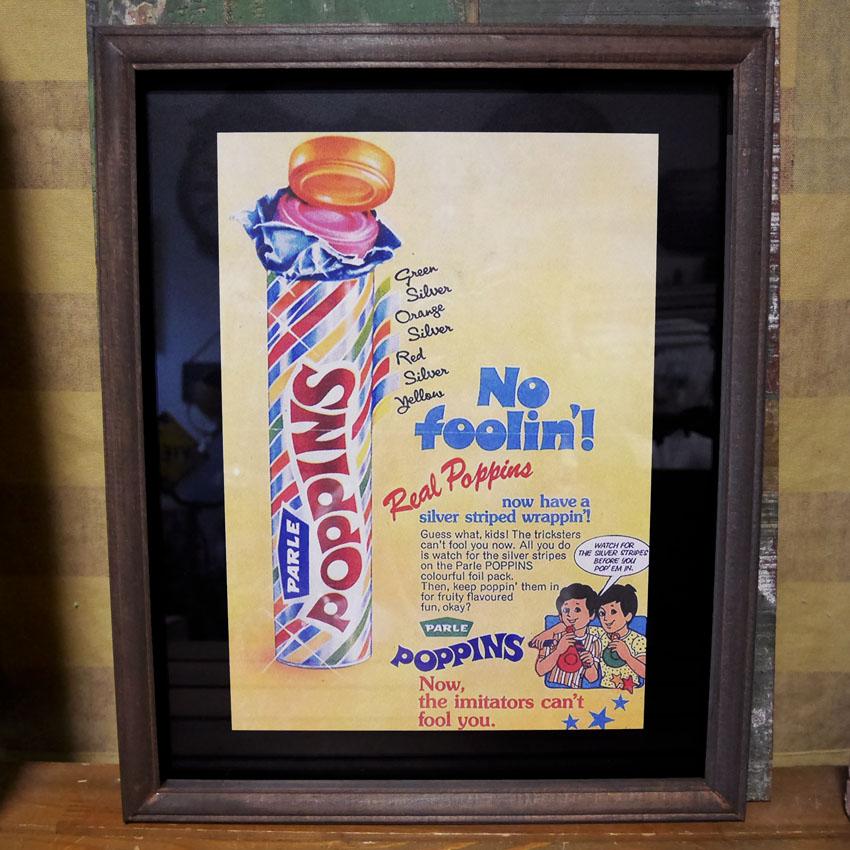 Green
Silver
Orange
Silver
Red
Silver
Yellow
PARLE
POPPINS
No
foolin'!
Real Poppins
now have a
silver striped wrappin'!
Guess what, kids! The tricksters
can't fool you now. All you do
is watch for the silver stripes
on the Parle POPPINS
colourful foil pack.
Then, keep poppin' them in
for fruity flavoured
fun, okay?
WATCH FOR
THE SILVER STRIPES
BEFORE YOU
POP 'EM IN.
PARLE
POPPINS
Now,
the imitators can't
fool you.